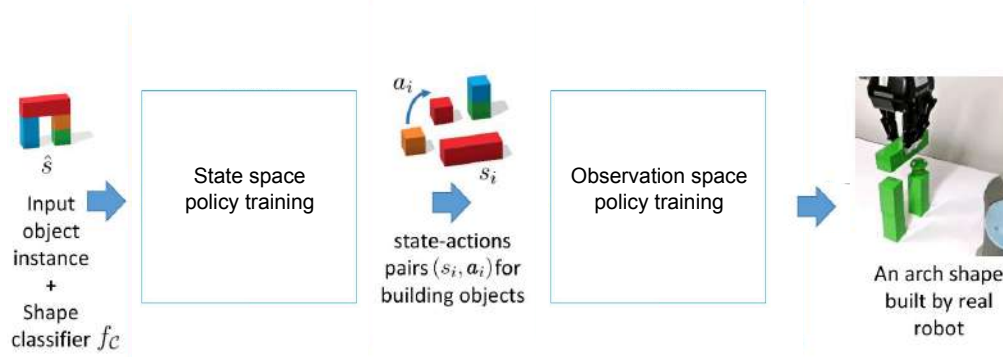 ŝ
Input
object
instance
+
Shape
classifier f_C
State space
policy training
a_i
s_i
state-actions
pairs (s_i, a_i) for
building objects
Observation space
policy training
An arch shape
built by real
robot